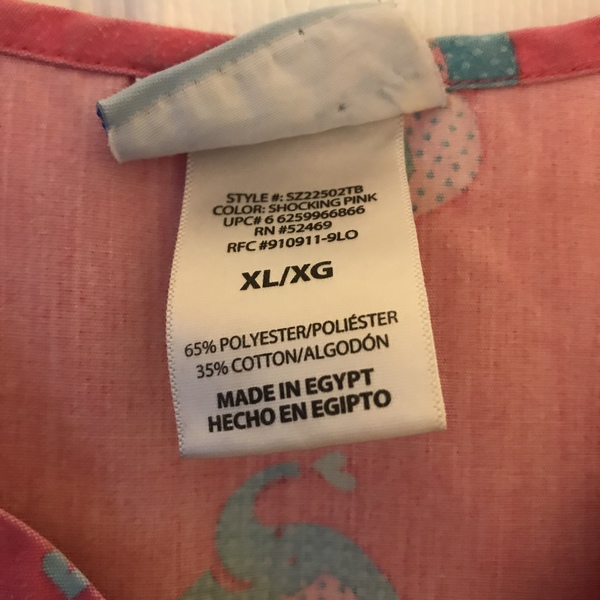 STYLE #: SZ22502TB
COLOR: SHOCKING PINK
UPC# 6 6259966866
RN #52469
RFC #910911-9LO
XL/XG
65% POLYESTER/POLIÉSTER
35% COTTON/ALGODÓN
MADE IN EGYPT
HECHO EN EGIPTO